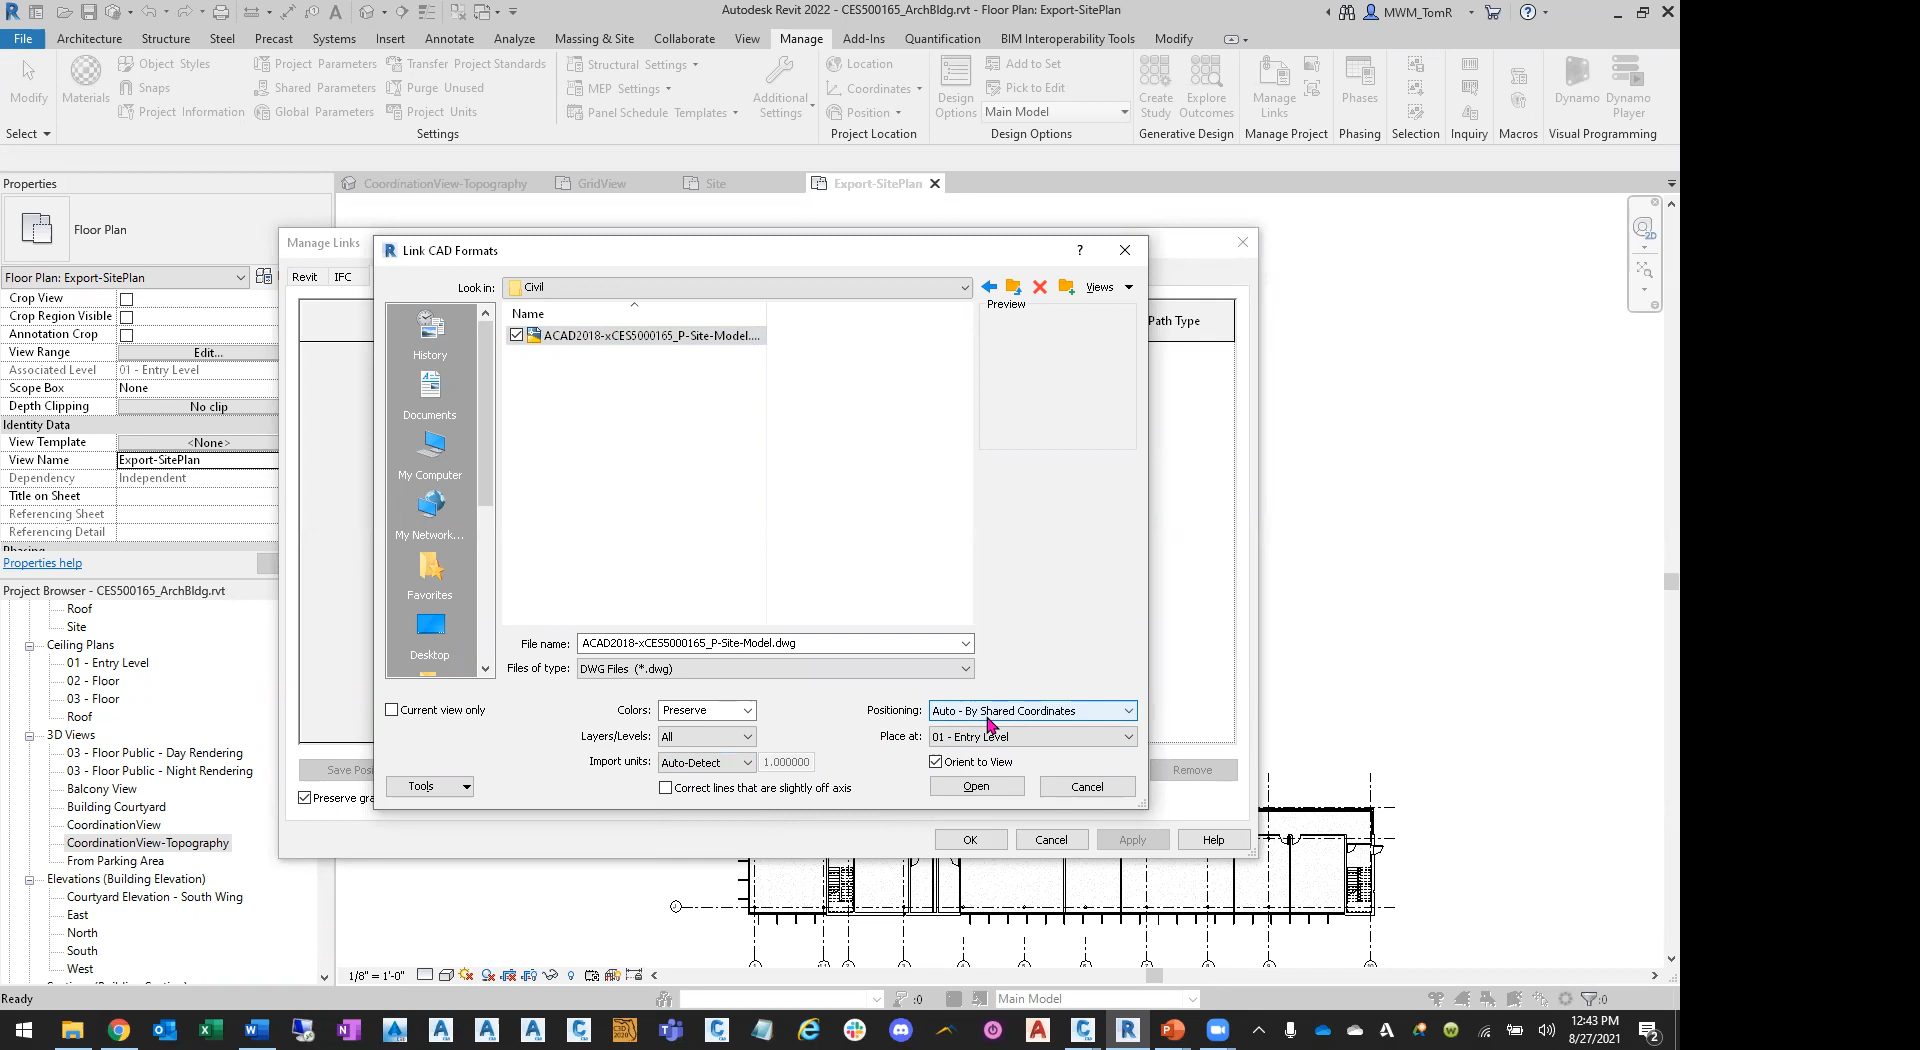 Autodesk Revit 2022 - CES500165_ArchBldg.rvt - Floor Plan: Export-SitePlan
MWM_TomR
File Architecture Structure Steel Precast Systems Insert Annotate Analyze Massing & Site Collaborate View Manage Add-Ins Quantification BIM Interoperability Tools Modify
Object Styles Project Parameters Transfer Project Standards Structural Settings Location Add to Set
Snaps Shared Parameters Purge Unused MEP Settings Coordinates Pick to Edit
Modify Materials Additional Design Create Explore Manage Phases Dynamo Dynamo
Project Information Global Parameters Project Units Panel Schedule Templates Settings Position Options Main Model Study Outcomes Links Player
Select Settings Project Location Design Options Generative Design Manage Project Phasing Selection Inquiry Macros Visual Programming
Properties
CoordinationView-Topography GridView Site Export-SitePlan
Floor Plan
Floor Plan: Export-SitePlan
Crop View
Crop Region Visible
Annotation Crop
View Range Edit...
Associated Level 01 - Entry Level
Scope Box None
Depth Clipping No clip
Identity Data
View Template <None>
View Name Export-SitePlan
Dependency Independent
Title on Sheet
Referencing Sheet
Referencing Detail
Phasing
Properties help
Project Browser - CES500165_ArchBldg.rvt
Roof
Site
Ceiling Plans
01 - Entry Level
02 - Floor
03 - Floor
Roof
3D Views
03 - Floor Public - Day Rendering
03 - Floor Public - Night Rendering
Balcony View
Building Courtyard
CoordinationView
CoordinationView-Topography
From Parking Area
Elevations (Building Elevation)
Courtyard Elevation - South Wing
East
North
South
West
Manage Links
Revit IFC
Path Type
Save Pos
Remove
Preserve gra
OK Cancel Apply Help
Link CAD Formats
Look in: Civil
Views
Name
Preview
ACAD2018-xCES5000165_P-Site-Model....
History
Documents
My Computer
My Network...
Favorites
Desktop
File name: ACAD2018-xCES5000165_P-Site-Model.dwg
Files of type: DWG Files (*.dwg)
Current view only
Colors: Preserve
Positioning: Auto - By Shared Coordinates
Layers/Levels: All
Place at: 01 - Entry Level
Import units: Auto-Detect 1.000000
Orient to View
Tools
Correct lines that are slightly off axis
Open Cancel
1/8" = 1'-0"
Ready
:0
Main Model
:0
12:43 PM
8/27/2021
2